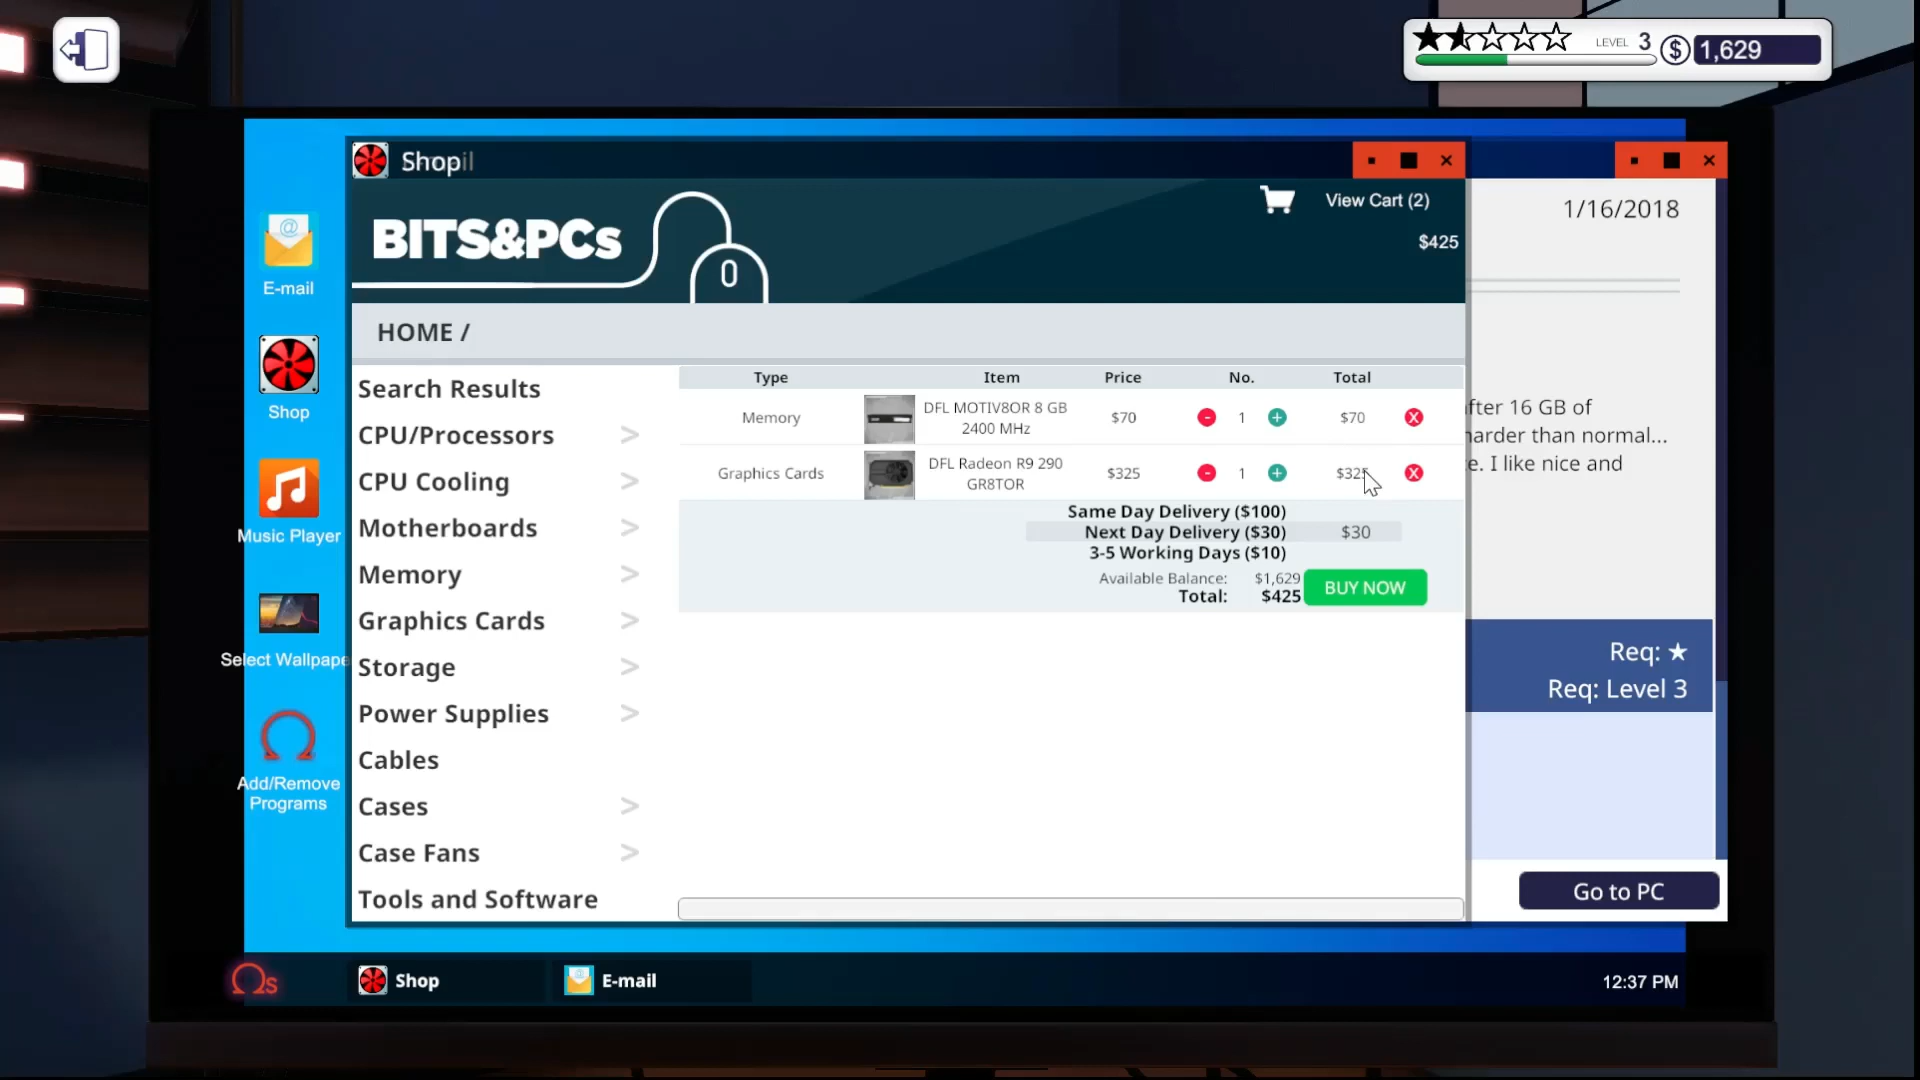 LEVEL 3
$ 1,629
Shop
BITS&PCs
View Cart (2)
$425
1/16/2018
HOME /
E-mail
Shop
Music Player
Select Wallpape
Add/Remove
Programs
Search Results
CPU/Processors >
CPU Cooling >
Motherboards >
Memory >
Graphics Cards >
Storage >
Power Supplies >
Cables
Cases >
Case Fans >
Tools and Software
Type Item Price No. Total
Memory DFL MOTIV8OR 8 GB
2400 MHz $70 - 1 + $70 X
Graphics Cards DFL Radeon R9 290
GR8TOR $325 - 1 + $325 X
Same Day Delivery ($100)
Next Day Delivery ($30) $30
3-5 Working Days ($10)
Available Balance: $1,629
Total: $425
BUY NOW
fter 16 GB of
harder than normal...
e. I like nice and
Req: ★
Req: Level 3
Go to PC
Ωs
Shop
E-mail
12:37 PM